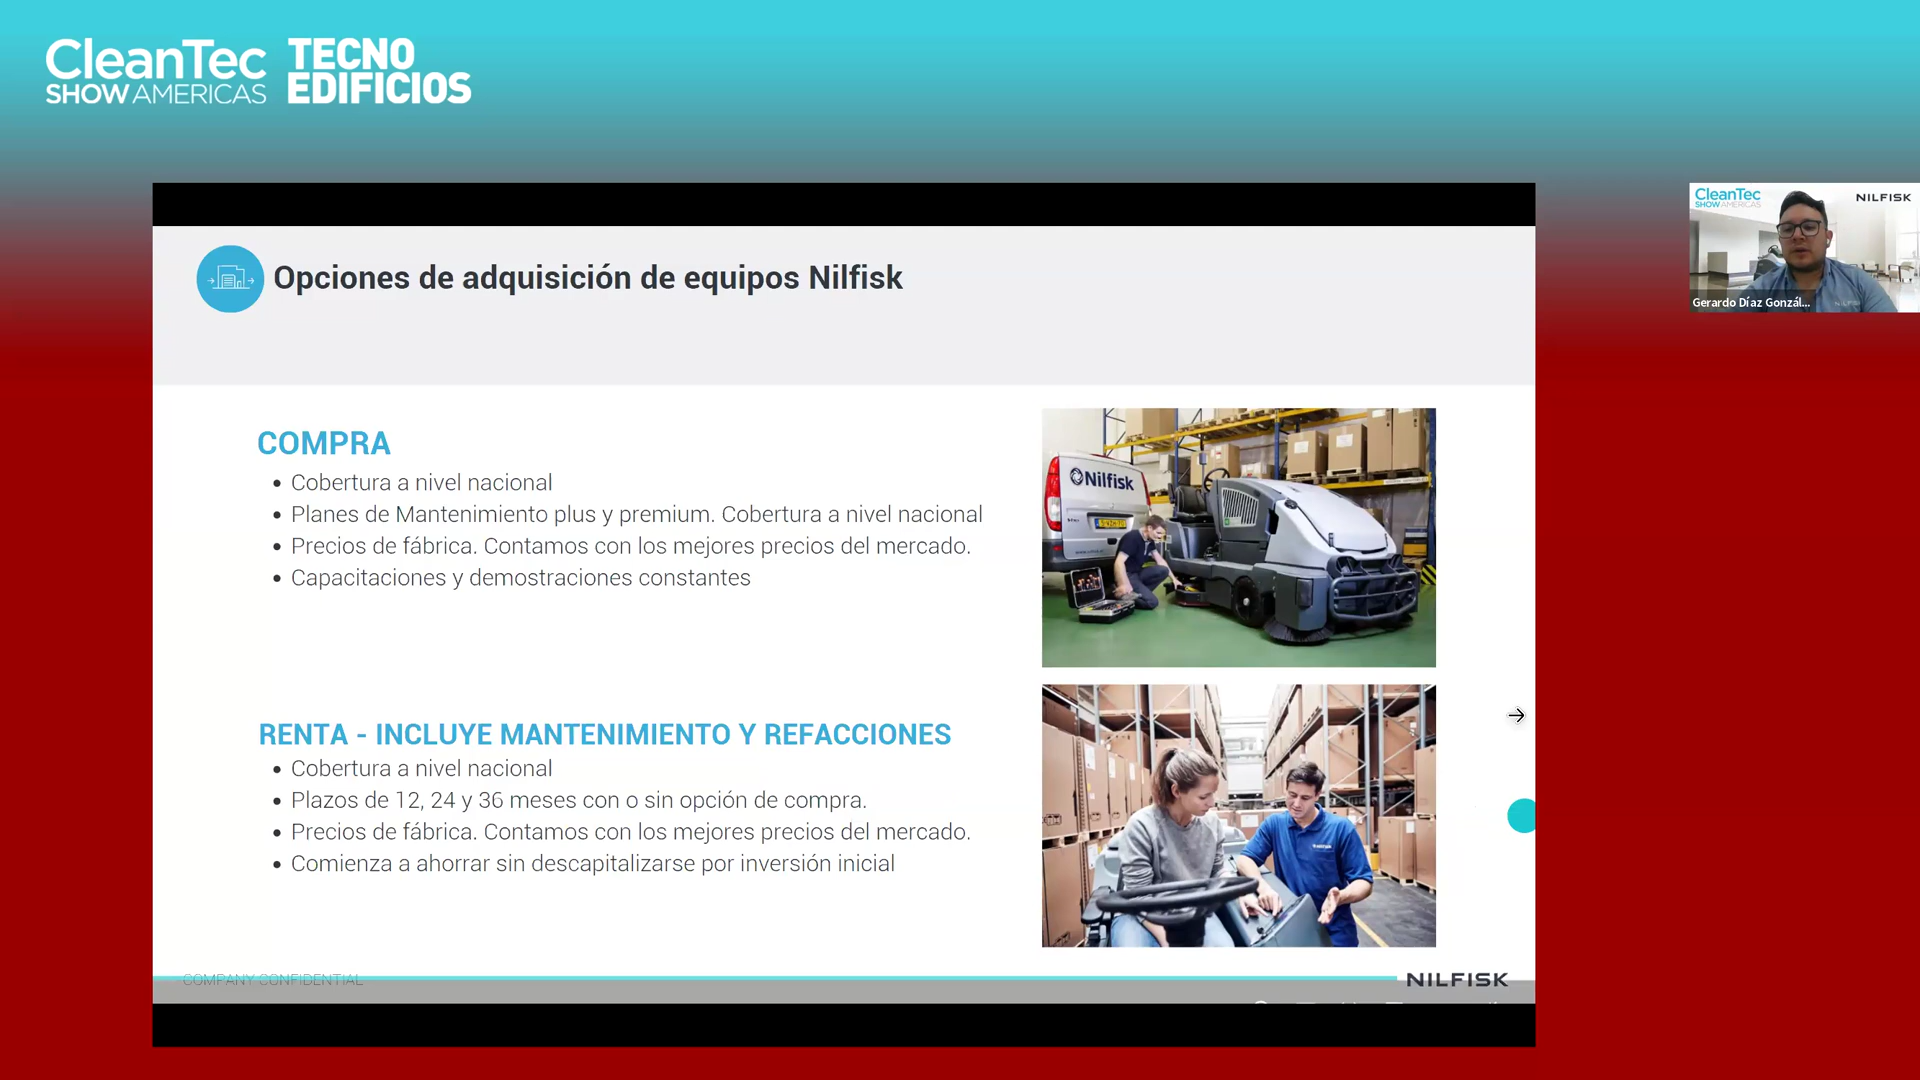 CleanTec
SHOW AMERICAS
TECNO
EDIFICIOS
CleanTec
SHOW AMERICAS
NILFISK
Gerardo Díaz Gonzál...
Opciones de adquisición de equipos Nilfisk
COMPRA
• Cobertura a nivel nacional
• Planes de Mantenimiento plus y premium. Cobertura a nivel nacional
• Precios de fábrica. Contamos con los mejores precios del mercado.
• Capacitaciones y demostraciones constantes
Nilfisk
RENTA - INCLUYE MANTENIMIENTO Y REFACCIONES
• Cobertura a nivel nacional
• Plazos de 12, 24 y 36 meses con o sin opción de compra.
• Precios de fábrica. Contamos con los mejores precios del mercado.
• Comienza a ahorrar sin descapitalizarse por inversión inicial
COMPANY CONFIDENTIAL
NILFISK